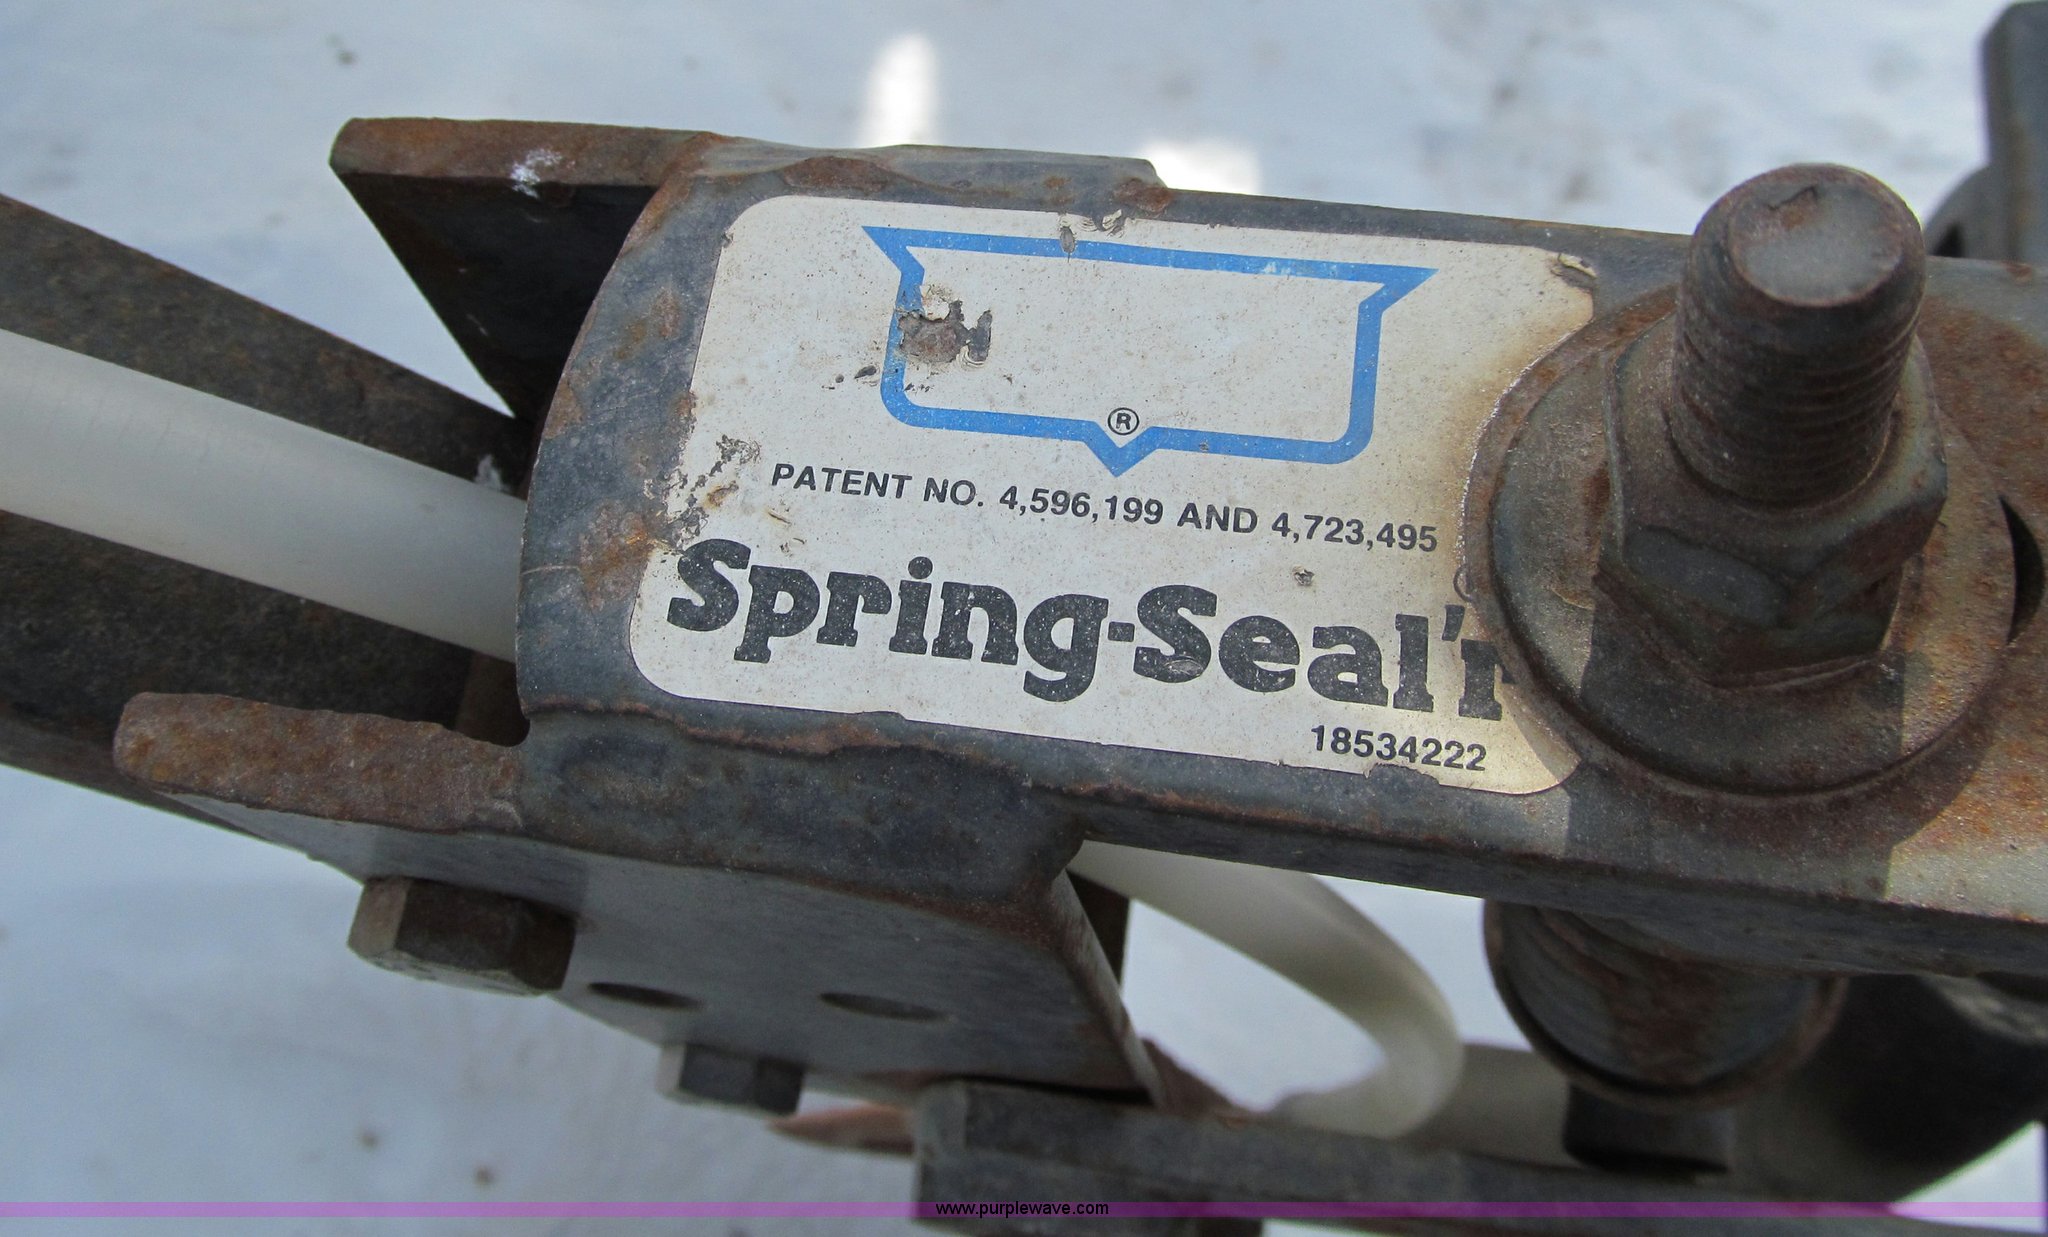 ®
PATENT NO. 4,596,199 AND 4,723,495
Spring-Seal'r
18534222
www.purplewave.com